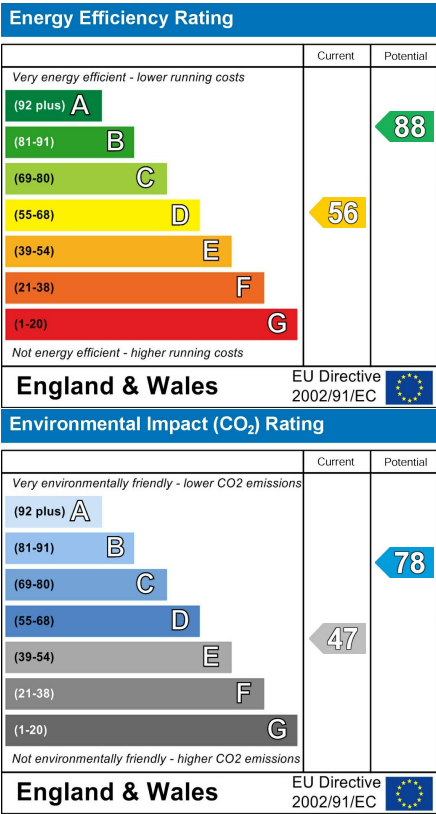 Energy Efficiency Rating
Current Potential
Very energy efficient - lower running costs
(92 plus) A
(81-91) B
88
(69-80) C
(55-68) D
56
(39-54) E
(21-38) F
(1-20) G
Not energy efficient - higher running costs
England & Wales
EU Directive
2002/91/EC
Environmental Impact (CO₂) Rating
Current Potential
Very environmentally friendly - lower CO2 emissions
(92 plus) A
(81-91) B
(69-80) C
78
(55-68) D
(39-54) E
47
(21-38) F
(1-20) G
Not environmentally friendly - higher CO2 emissions
England & Wales
EU Directive
2002/91/EC